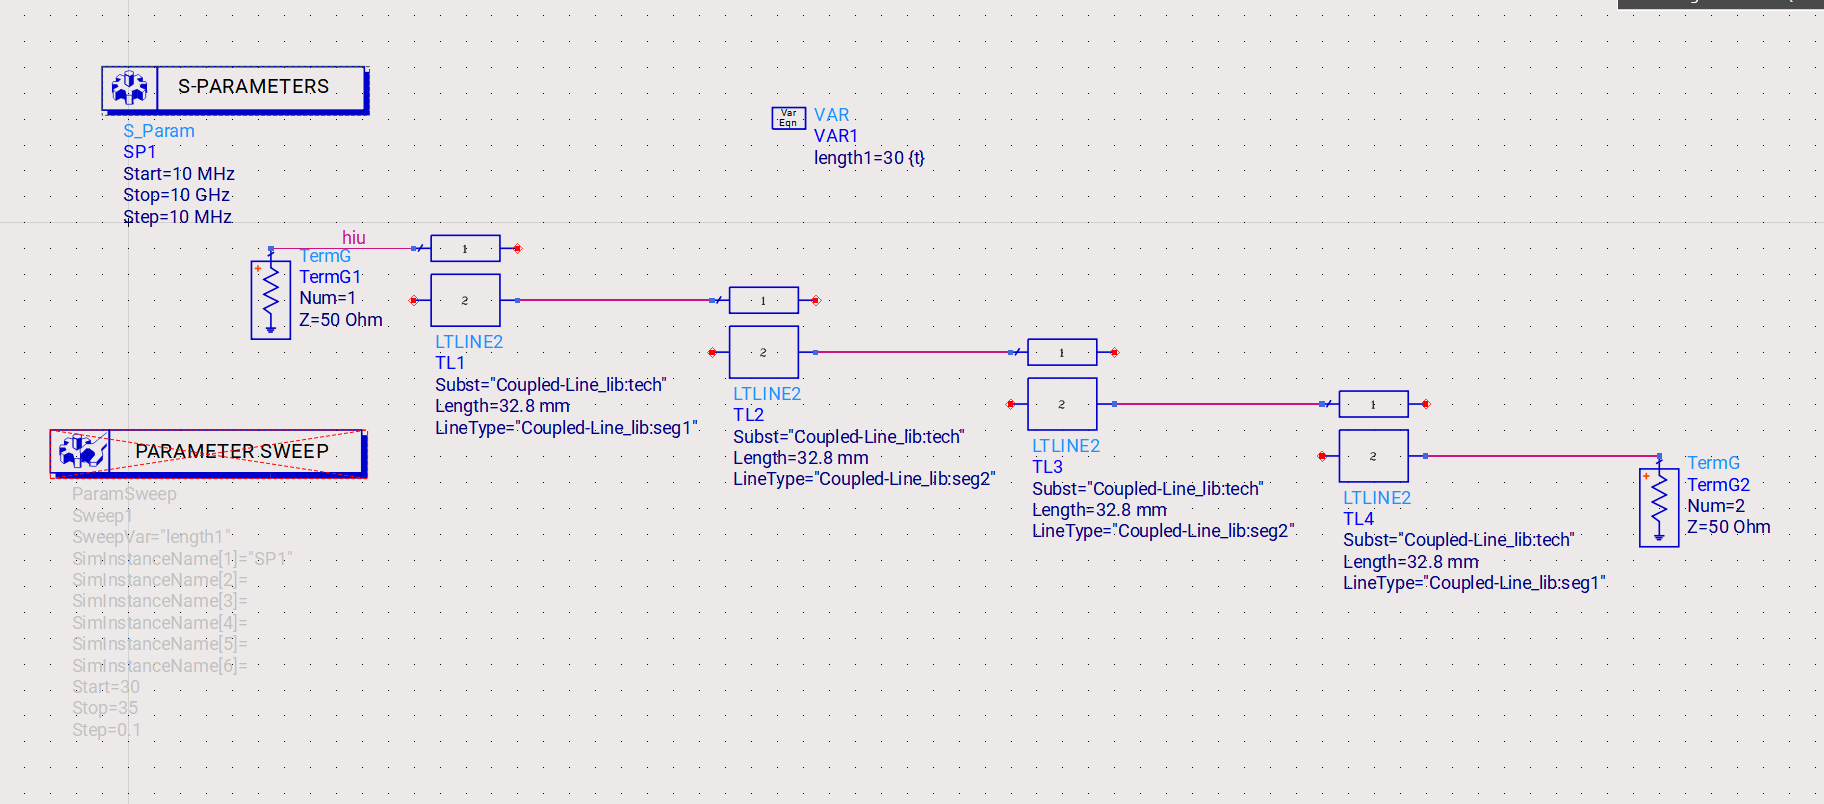 S-PARAMETERS
S_Param
SP1
Start=10 MHz
Stop=10 GHz
Step=10 MHz
Var
Eqn
VAR
VAR1
length1=30 {t}
hiu
TermG
TermG1
Num=1
Z=50 Ohm
1
2
LTLINE2
TL1
Subst="Coupled-Line_lib:tech"
Length=32.8 mm
LineType="Coupled-Line_lib:seg1"
1
2
LTLINE2
TL2
Subst="Coupled-Line_lib:tech"
Length=32.8 mm
LineType="Coupled-Line_lib:seg2"
1
2
LTLINE2
TL3
Subst="Coupled-Line_lib:tech"
Length=32.8 mm
LineType="Coupled-Line_lib:seg2"
1
2
LTLINE2
TL4
Subst="Coupled-Line_lib:tech"
Length=32.8 mm
LineType="Coupled-Line_lib:seg1"
TermG
TermG2
Num=2
Z=50 Ohm
PARAMETER SWEEP
ParamSweep
Sweep1
SweepVar="length1"
SimInstanceName[1]="SP1"
SimInstanceName[2]=
SimInstanceName[3]=
SimInstanceName[4]=
SimInstanceName[5]=
SimInstanceName[6]=
Start=30
Stop=35
Step=0.1